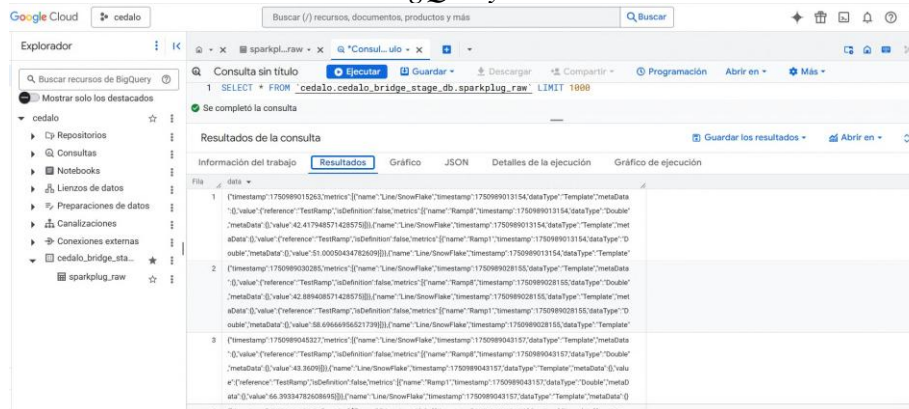 Google Cloud cedalo Buscar (/) recursos, documentos, productos y más Buscar
Explorador sparkpl...raw *Consul... ulo
Buscar recursos de BigQuery Consulta sin título Ejecutar Guardar Descargar Compartir Programación Abrir en Más
Mostrar solo los destacados 1 SELECT * FROM `cedalo.cedalo_bridge_stage_db.sparkplug_raw` LIMIT 1000
Se completó la consulta
cedalo
Repositorios Resultados de la consulta Guardar los resultados Abrir en
Consultas
Notebooks Información del trabajo Resultados Gráfico JSON Detalles de la ejecución Gráfico de ejecución
Lienzos de datos Fila data
Preparaciones de datos
Canalizaciones
Conexiones externas
cedalo_bridge_sta...
sparkplug_raw
1 {"timestamp":1750989015263,"metrics":[{"name":"Line/SnowFlake","timestamp":1750989013154,"dataType":"Template","metaData
":{},"value":{"reference":"TestRamp","isDefinition":false,"metrics":[{"name":"Ramp8","timestamp":1750989013154,"dataType":"Double"
,"metaData":{},"value":42.417948571428575}]}},{"name":"Line/SnowFlake","timestamp":1750989013154,"dataType":"Template","met
aData":{},"value":{"reference":"TestRamp","isDefinition":false,"metrics":[{"name":"Ramp1","timestamp":1750989013154,"dataType":"D
ouble","metaData":{},"value":51.00050434782609}]}},{"name":"Line/SnowFlake","timestamp":1750989013154,"dataType":"Template"
2 {"timestamp":1750989030285,"metrics":[{"name":"Line/SnowFlake","timestamp":1750989028155,"dataType":"Template","metaData
":{},"value":{"reference":"TestRamp","isDefinition":false,"metrics":[{"name":"Ramp8","timestamp":1750989028155,"dataType":"Double"
,"metaData":{},"value":42.889408571428575}]}},{"name":"Line/SnowFlake","timestamp":1750989028155,"dataType":"Template","met
aData":{},"value":{"reference":"TestRamp","isDefinition":false,"metrics":[{"name":"Ramp1","timestamp":1750989028155,"dataType":"D
ouble","metaData":{},"value":58.69666956521739}]}},{"name":"Line/SnowFlake","timestamp":1750989028155,"dataType":"Template"
3 {"timestamp":1750989045327,"metrics":[{"name":"Line/SnowFlake","timestamp":1750989043157,"dataType":"Template","metaData
":{},"value":{"reference":"TestRamp","isDefinition":false,"metrics":[{"name":"Ramp8","timestamp":1750989043157,"dataType":"Double"
,"metaData":{},"value":43.3609}]}},{"name":"Line/SnowFlake","timestamp":1750989043157,"dataType":"Template","metaData":{},"valu
e":{"reference":"TestRamp","isDefinition":false,"metrics":[{"name":"Ramp1","timestamp":1750989043157,"dataType":"Double","metaD
ata":{},"value":66.39334782608695}]}},{"name":"Line/SnowFlake","timestamp":1750989043157,"dataType":"Template","metaData":{}